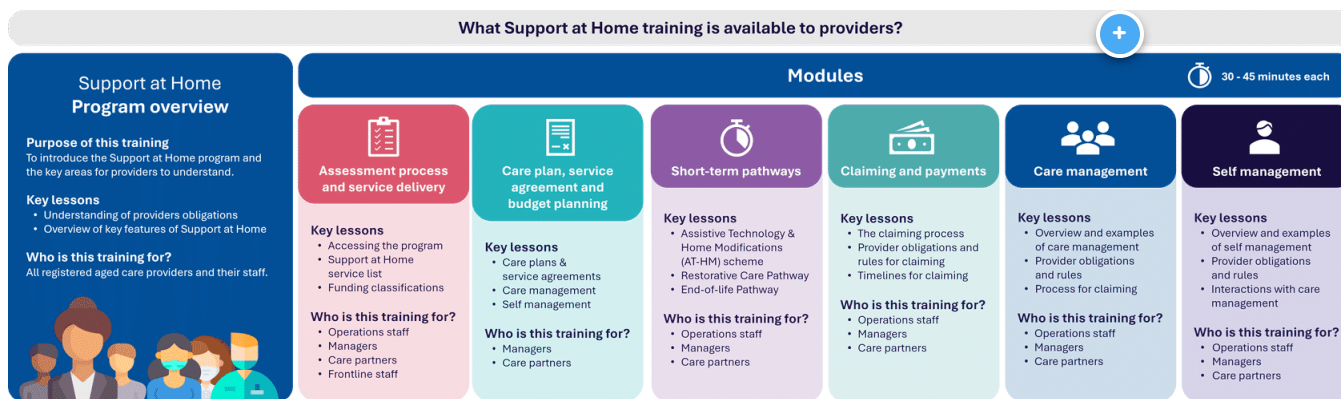 What Support at Home training is available to providers?
+
Support at Home
Program overview
Purpose of this training
To introduce the Support at Home program and
the key areas for providers to understand.
Key lessons
• Understanding of providers obligations
• Overview of key features of Support at Home
Who is this training for?
All registered aged care providers and their staff.
Modules
30 - 45 minutes each
Assessment process
and service delivery
Key lessons
• Accessing the program
• Support at Home
service list
• Funding classifications
Who is this training for?
• Operations staff
• Managers
• Care partners
• Frontline staff
Care plan, service
agreement and
budget planning
Key lessons
• Care plans &
service agreements
• Care management
• Self management
Who is this training for?
• Managers
• Care partners
Short-term pathways
Key lessons
• Assistive Technology &
Home Modifications
(AT-HM) scheme
• Restorative Care Pathway
• End-of-life Pathway
Who is this training for?
• Operations staff
• Managers
• Care partners
Claiming and payments
Key lessons
• The claiming process
• Provider obligations and
rules for claiming
• Timelines for claiming
Who is this training for?
• Operations staff
• Managers
• Care partners
Care management
Key lessons
• Overview and examples
of care management
• Provider obligations
and rules
• Process for claiming
Who is this training for?
• Operations staff
• Managers
• Care partners
Self management
Key lessons
• Overview and examples
of self management
• Provider obligations
and rules
• Interactions with care
management
Who is this training for?
• Operations staff
• Managers
• Care partners